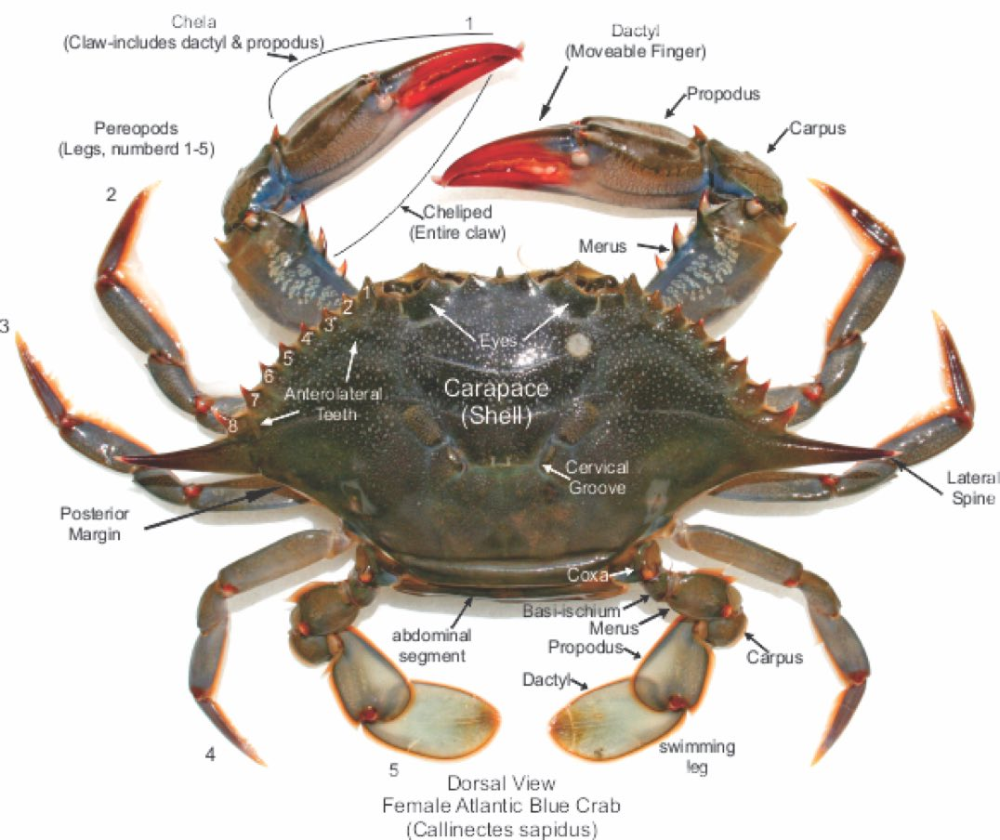 Chela
(Claw-includes dactyl & propodus)
1
Dactyl
(Moveable Finger)
Propodus
Carpus
Pereopods
(Legs, numberd 1-5)
2
Cheliped
(Entire claw)
Merus
3
1
2
3
4
5
6
7
8
Eyes
Anterolateral
Teeth
Carapace
(Shell)
Cervical
Groove
Lateral
Spine
Posterior
Margin
Coxa
Basi-ischium
Merus
Propodus
Carpus
abdominal
segment
Dactyl
swimming
leg
4
5
Dorsal View
Female Atlantic Blue Crab
(Callinectes sapidus)